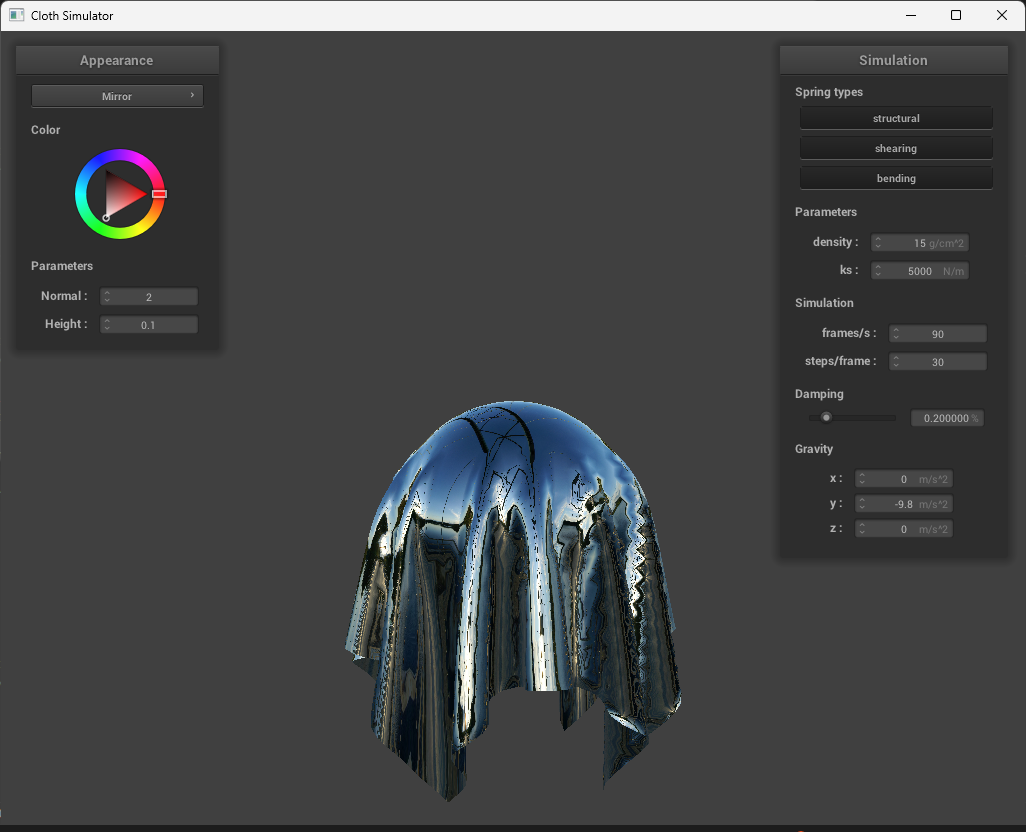 Cloth Simulator
Appearance
Mirror
Color
Parameters
Normal : 2
Height : 0.1
Simulation
Spring types
structural
shearing
bending
Parameters
density : 15 g/cm^2
ks : 5000 N/m
Simulation
frames/s : 90
steps/frame : 30
Damping
0.200000 %
Gravity
x : 0 m/s^2
y : -9.8 m/s^2
z : 0 m/s^2